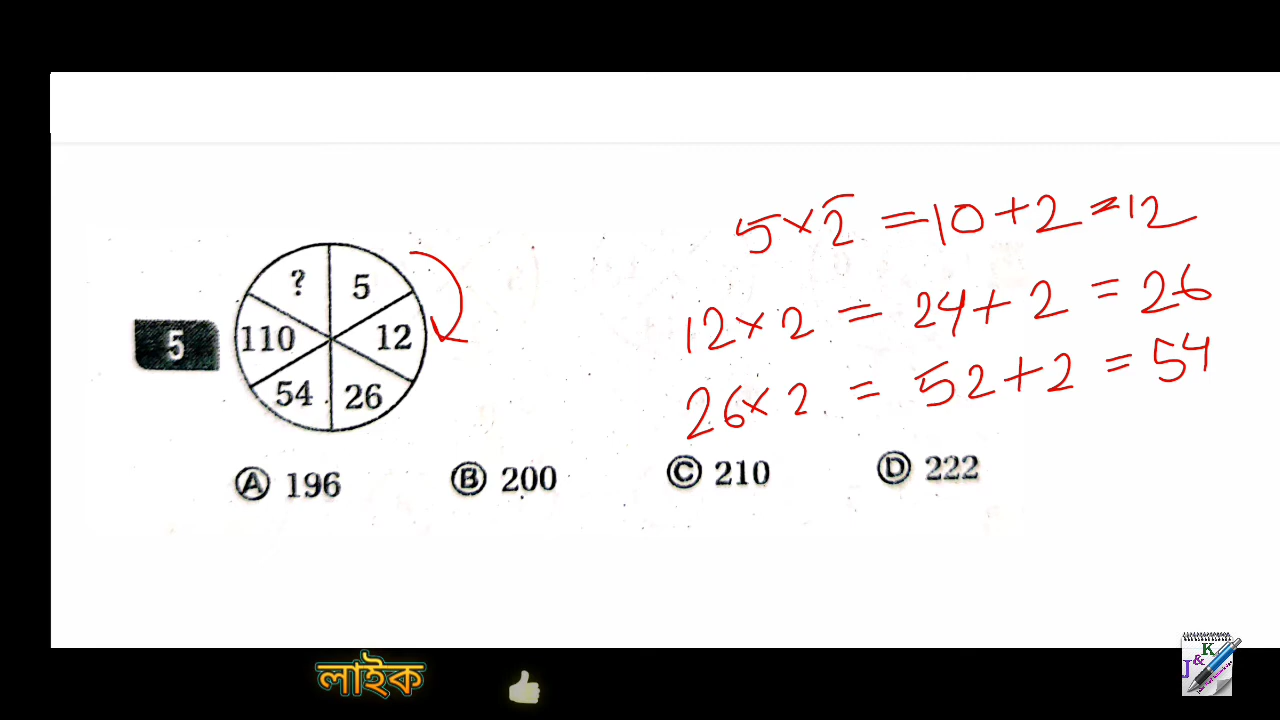 5×2 = 10 + 2 = 12
12 × 2 = 24 + 2 = 26
26 × 2 = 52 + 2 = 54
5
? 5
110 12
54 26
Ⓐ 196 Ⓑ 200 Ⓒ 210 Ⓓ 222
লাইক
J&K